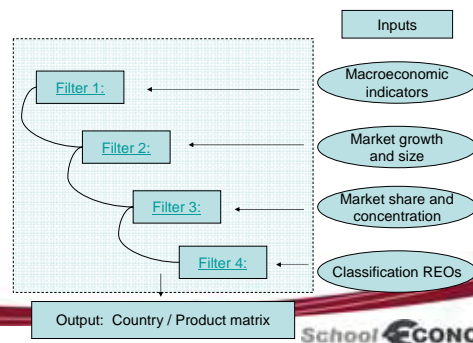 Inputs
Filter 1:
Macroeconomic
indicators
Filter 2:
Market growth
and size
Filter 3:
Market share and
concentration
Filter 4:
Classification REOs
Output: Country / Product matrix
School